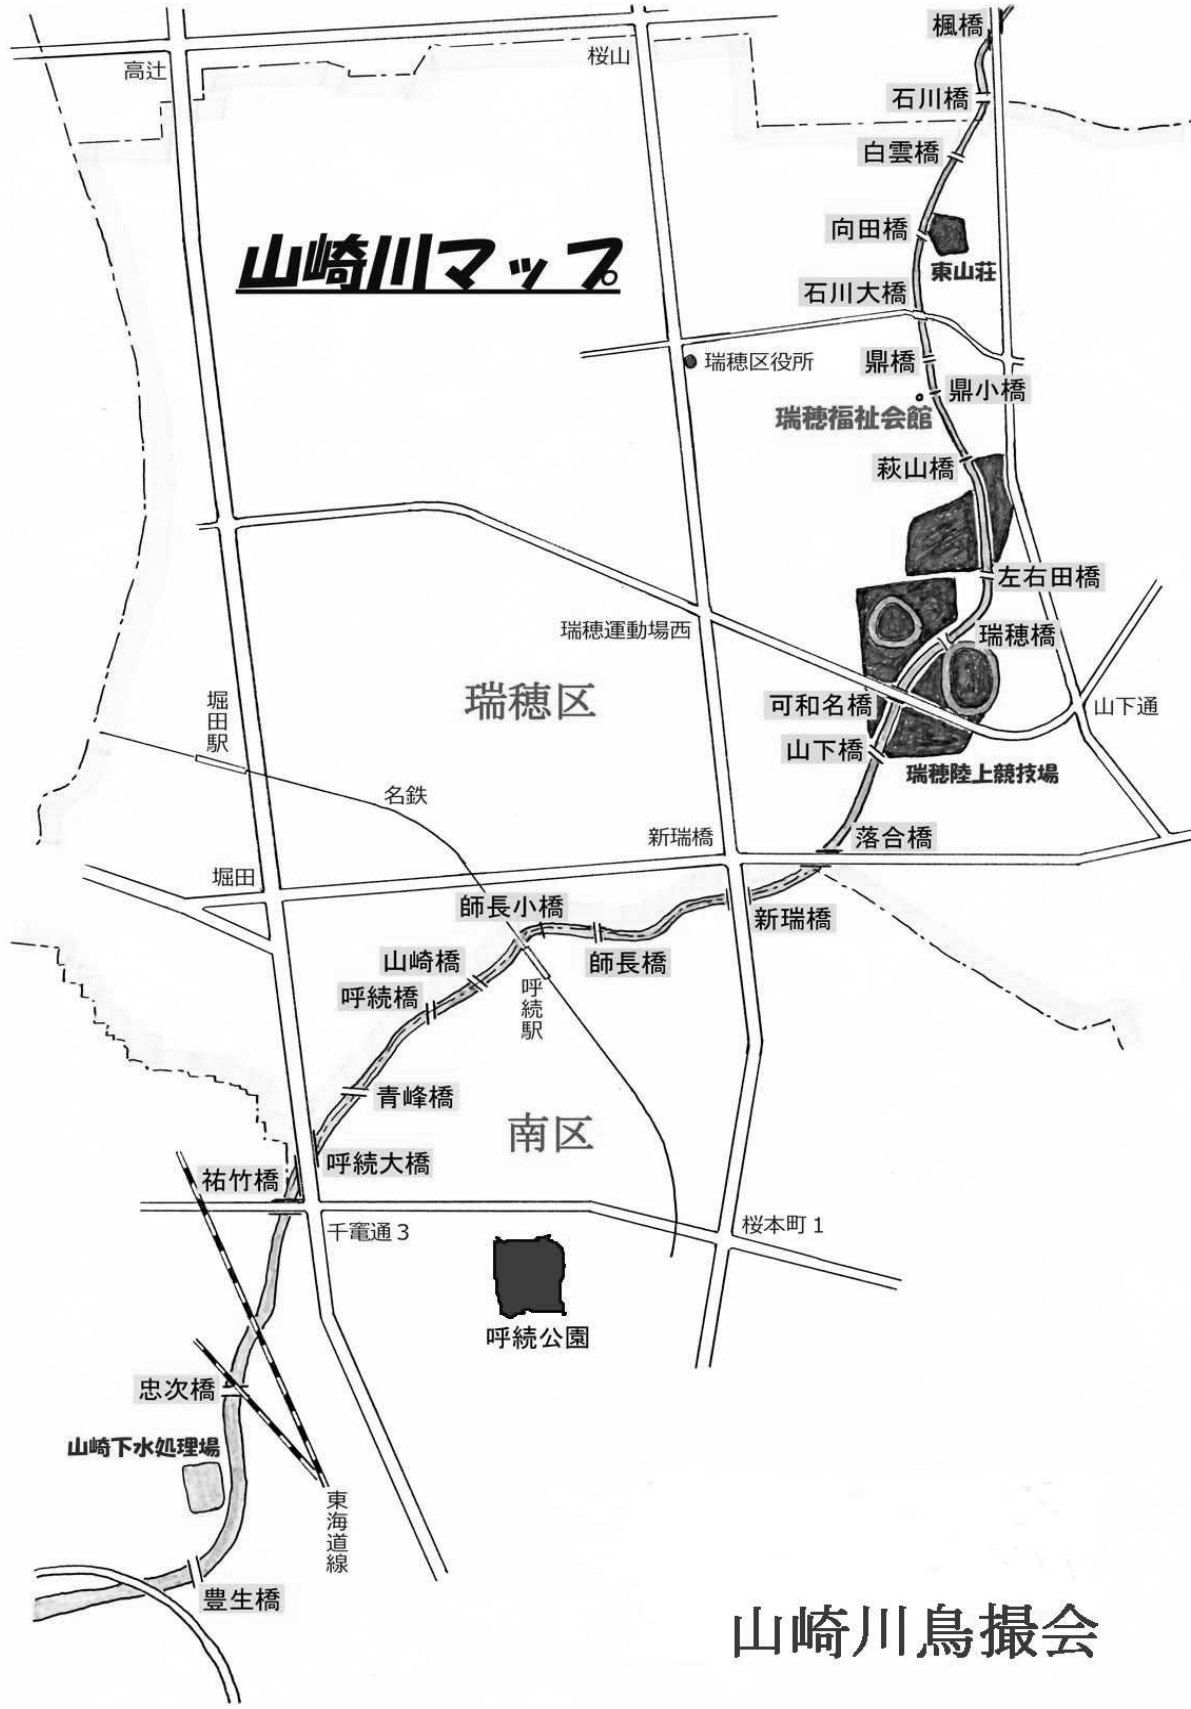 楓橋
高辻
桜山
石川橋
白雲橋
向田橋
東山荘
山崎川マップ
石川大橋
瑞穂区役所
鼎橋
鼎小橋
瑞穂福祉会館
萩山橋
左右田橋
瑞穂運動場西
瑞穂橋
瑞穂区
堀田駅
可和名橋
山下通
山下橋
瑞穂陸上競技場
名鉄
新瑞橋
落合橋
堀田
師長小橋
新瑞橋
山崎橋
師長橋
呼続橋
呼続駅
青峰橋
南区
呼続大橋
祐竹橋
千竈通3
桜本町1
呼続公園
忠次橋
山崎下水処理場
東海道線
豊生橋
山崎川鳥撮会